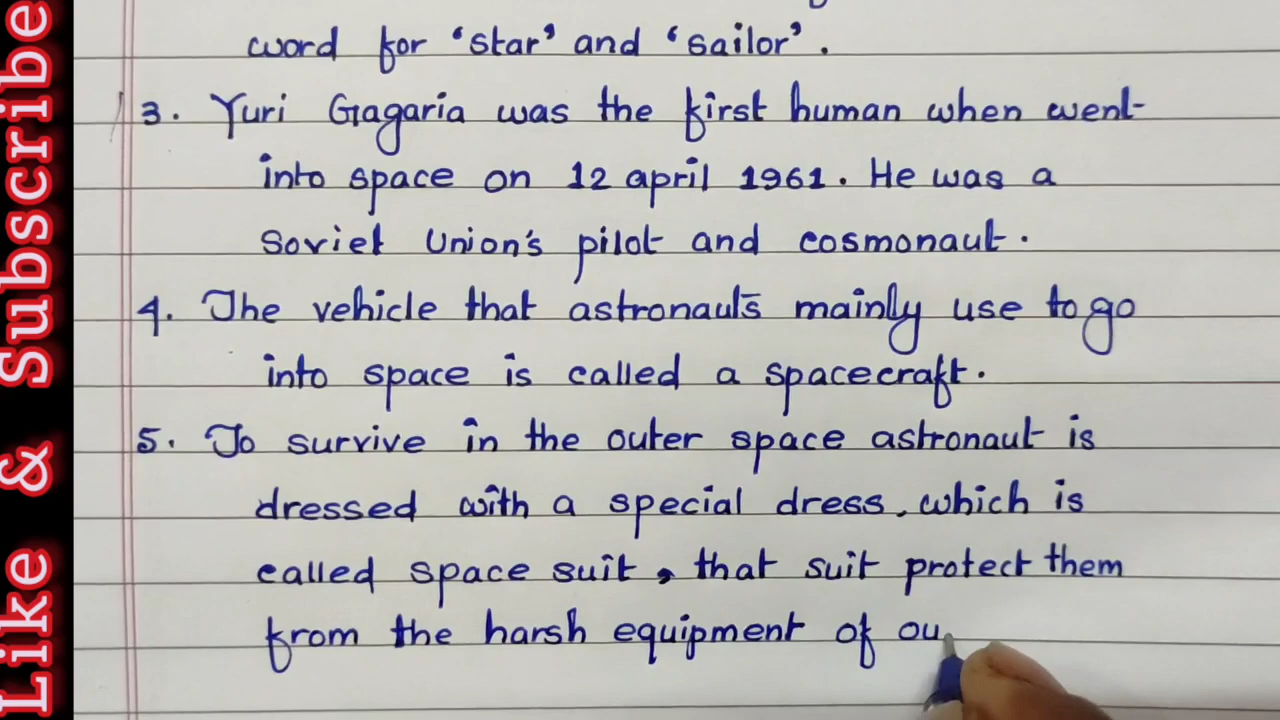 word for ‘star’ and ‘sailor’.
3. Yuri Gagaria was the first human when went
into space on 12 april 1961. He was a
Soviet Union's pilot and cosmonaut.
4. The vehicle that astronauts mainly use to go
into space is called a spacecraft.
5. To survive in the outer space astronaut is
dressed with a special dress, which is
called space suit, that suit protect them
from the harsh equipment of ou
Like & Subscribe